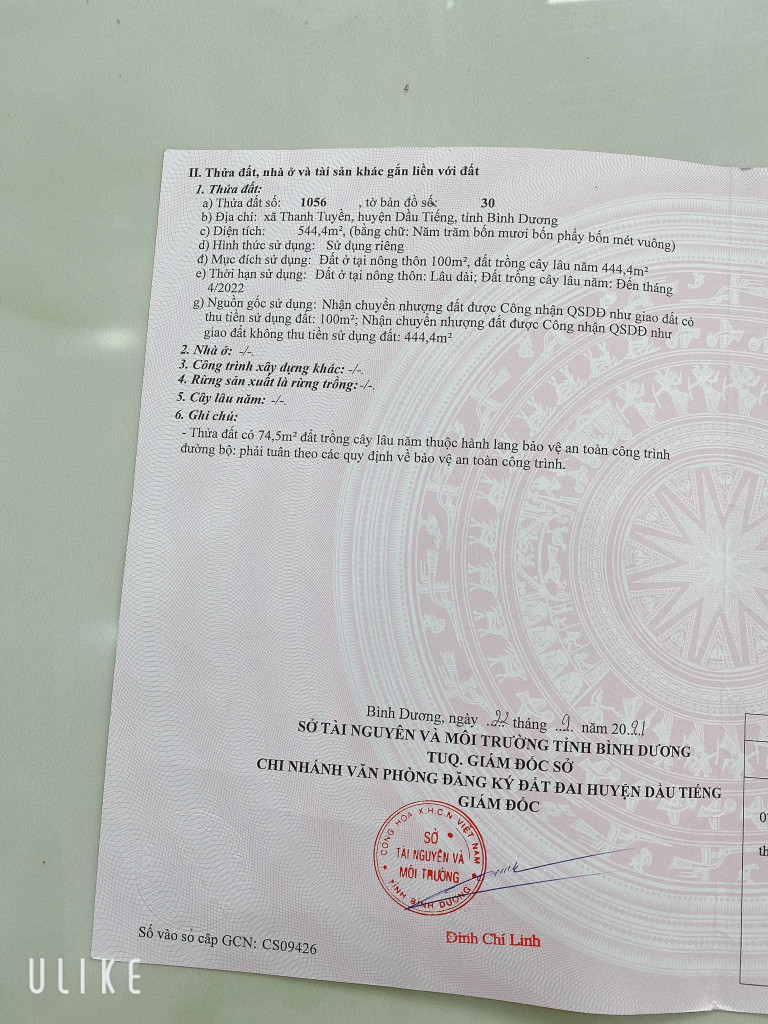 II. Thửa đất, nhà ở và tài sản khác gắn liền với đất
1. Thửa đất:
a) Thửa đất số: 1056 , tờ bản đồ số: 30
b) Địa chỉ: xã Thanh Tuyền, huyện Dầu Tiếng, tỉnh Bình Dương
c) Diện tích: 544,4m², (bằng chữ: Năm trăm bốn mươi bốn phẩy bốn mét vuông)
d) Hình thức sử dụng: Sử dụng riêng
đ) Mục đích sử dụng: Đất ở tại nông thôn 100m², đất trồng cây lâu năm 444,4m²
e) Thời hạn sử dụng: Đất ở tại nông thôn: Lâu dài; Đất trồng cây lâu năm: Đến tháng
4/2022
g) Nguồn gốc sử dụng: Nhận chuyển nhượng đất được Công nhận QSDĐ như giao đất có
thu tiền sử dụng đất: 100m²; Nhận chuyển nhượng đất được Công nhận QSDĐ như
giao đất không thu tiền sử dụng đất: 444,4m²
2. Nhà ở: -/-.
3. Công trình xây dựng khác: -/-.
4. Rừng sản xuất là rừng trồng: -/-.
5. Cây lâu năm: -/-.
6. Ghi chú:
- Thửa đất có 74,5m² đất trồng cây lâu năm thuộc hành lang bảo vệ an toàn công trình
đường bộ: phải tuân theo các quy định về bảo vệ an toàn công trình.
Bình Dương, ngày 22 tháng năm 2021
SỞ TÀI NGUYÊN VÀ MÔI TRƯỜNG TỈNH BÌNH DƯƠNG
TUQ. GIÁM ĐỐC SỞ
CHI NHÁNH VĂN PHÒNG ĐĂNG KÝ ĐẤT ĐAI HUYỆN DẦU TIẾNG
GIÁM ĐỐC
CỘNG HÒA X.H.C.N VIỆT NAM
SỞ
TÀI NGUYÊN VÀ
MÔI TRƯỜNG
TỈNH BÌNH DƯƠNG
Đinh Chí Linh
Số vào sổ cấp GCN: CS09426
ULIKE